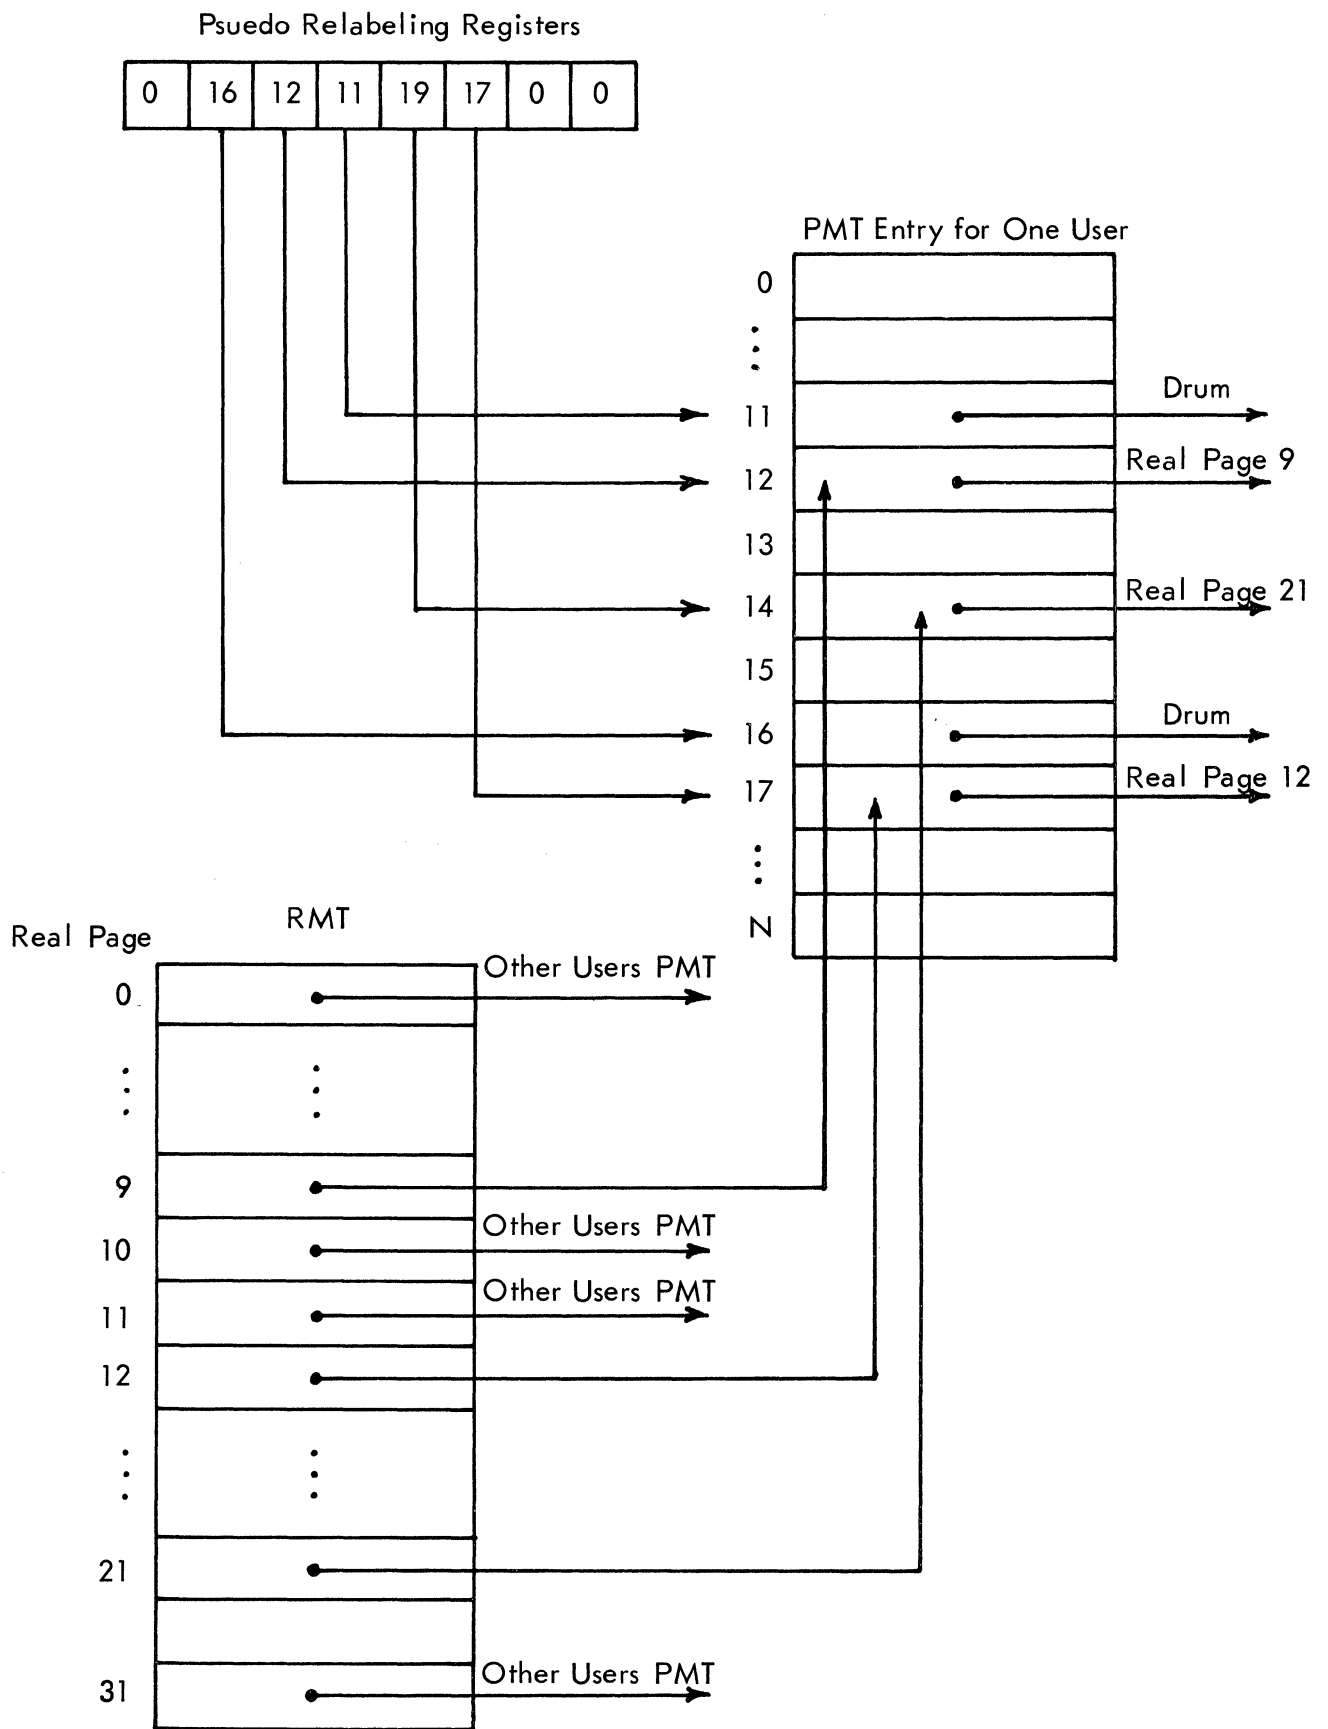 Psuedo Relabeling Registers
0 16 12 11 19 17 0 0
PMT Entry for One User
0
11 Drum
12 Real Page 9
13
14 Real Page 21
15
16 Drum
17 Real Page 12
N
RMT
Real Page
0 Other Users PMT
9
10 Other Users PMT
11 Other Users PMT
12
21
31 Other Users PMT